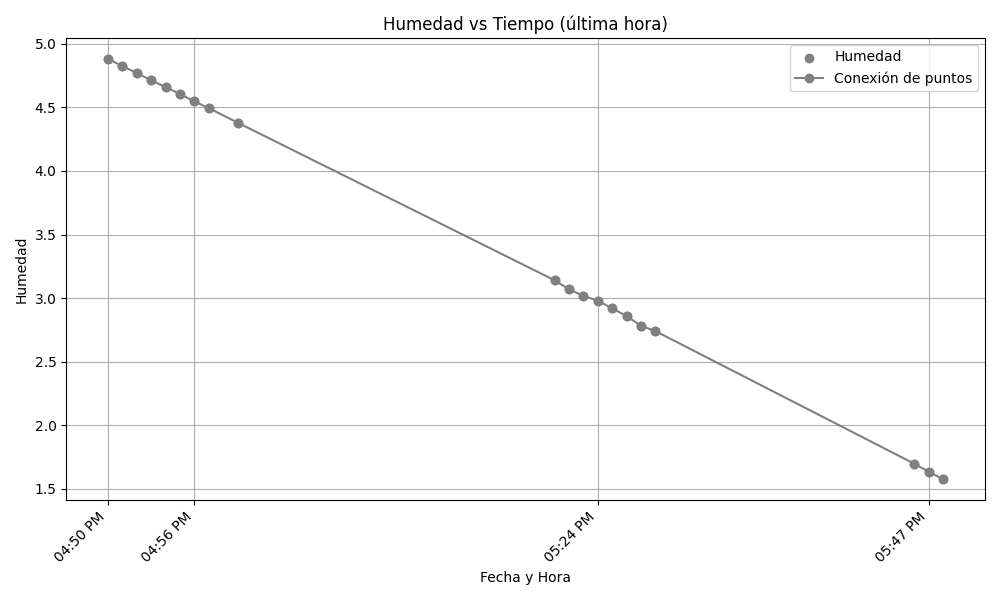 Humedad vs Tiempo (última hora)
Humedad
Conexión de puntos
5.0
4.5
4.0
3.5
3.0
2.5
2.0
1.5
Humedad
04:50 PM
04:56 PM
05:24 PM
05:47 PM
Fecha y Hora